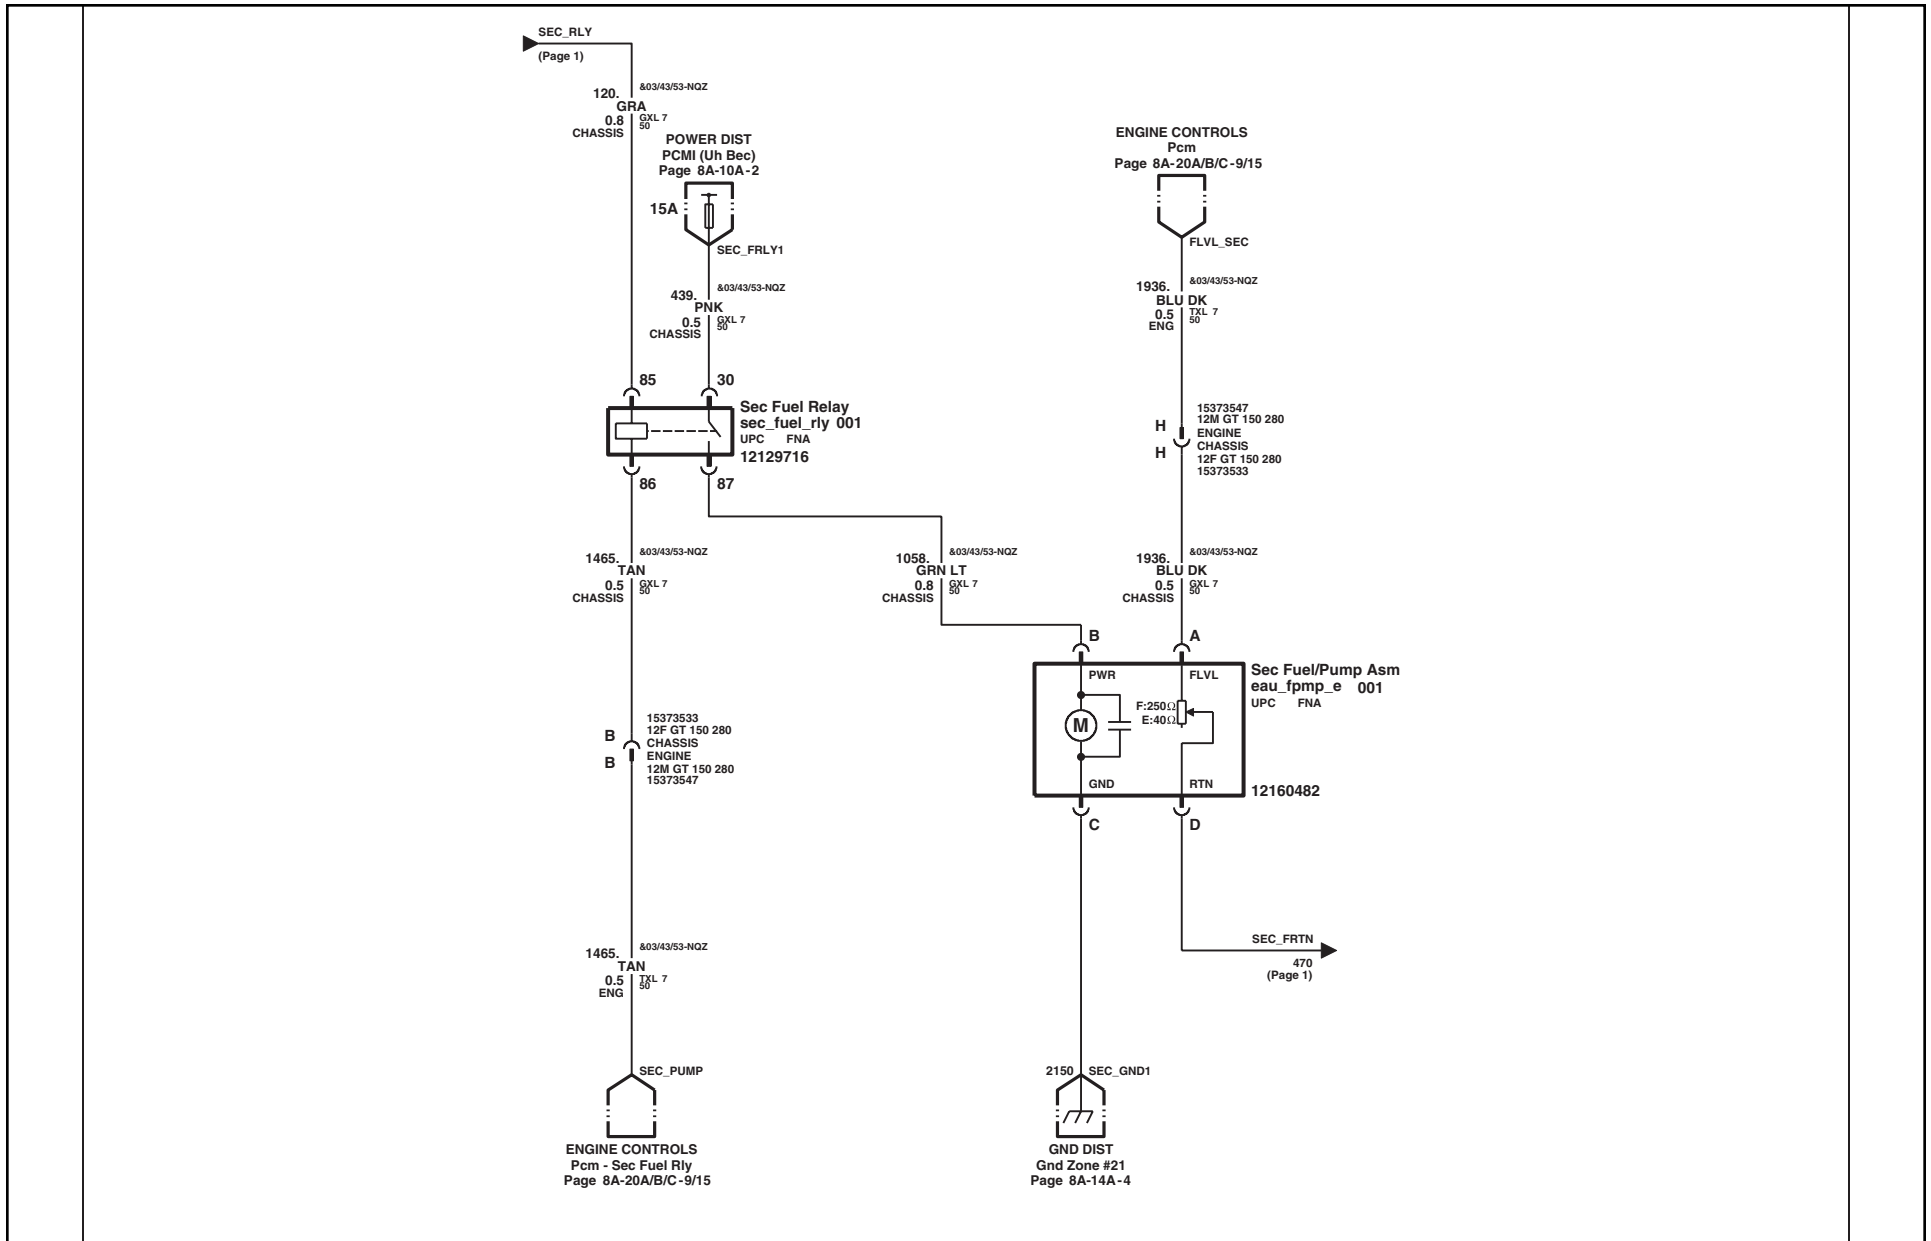 SEC_RLY
(Page 1)
120.
&03/43/53-NQZ
GRA
0.8
GXL 7
50
CHASSIS
POWER DIST
PCMI (Uh Bec)
Page 8A-10A-2
15A
SEC_FRLY1
439.
&03/43/53-NQZ
PNK
0.5
GXL 7
50
CHASSIS
85
30
Sec Fuel Relay
sec_fuel_rly 001
UPC FNA
12129716
86
87
1465.
&03/43/53-NQZ
TAN
0.5
GXL 7
50
CHASSIS
B
B
15373533
12F GT 150 280
CHASSIS
ENGINE
12M GT 150 280
15373547
1465.
&03/43/53-NQZ
TAN
0.5
TXL 7
50
ENG
SEC_PUMP
ENGINE CONTROLS
Pcm - Sec Fuel Rly
Page 8A-20A/B/C-9/15
1058.
&03/43/53-NQZ
GRN LT
0.8
GXL 7
50
CHASSIS
ENGINE CONTROLS
Pcm
Page 8A-20A/B/C-9/15
FLVL_SEC
1936.
&03/43/53-NQZ
BLU DK
0.5
TXL 7
50
ENG
H
H
15373547
12M GT 150 280
ENGINE
CHASSIS
12F GT 150 280
15373533
1936.
&03/43/53-NQZ
BLU DK
0.5
GXL 7
50
CHASSIS
B
A
PWR
FLVL
Sec Fuel/Pump Asm
eau_fpmp_e 001
UPC FNA
F:250Ω
E:40Ω
M
GND
RTN
12160482
C
D
SEC_FRTN
470
(Page 1)
2150
SEC_GND1
GND DIST
Gnd Zone #21
Page 8A-14A-4